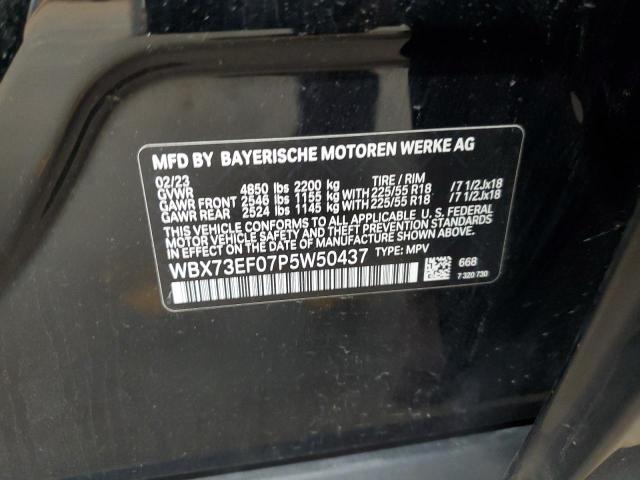 MFD BY BAYERISCHE MOTOREN WERKE AG
02/23 TIRE / RIM
GVWR 4850 lbs 2200 kg
GAWR FRONT 2546 lbs 1155 kg WITH 225/55 R18 /7 1/2Jx18
GAWR REAR 2524 lbs 1145 kg WITH 225/55 R18 /7 1/2Jx18
THIS VEHICLE CONFORMS TO ALL APPLICABLE U.S. FEDERAL
MOTOR VEHICLE SAFETY AND THEFT PREVENTION STANDARDS
IN EFFECT ON THE DATE OF MANUFACTURE SHOWN ABOVE.
WBX73EF07P5W50437 TYPE: MPV
668
7 320 730